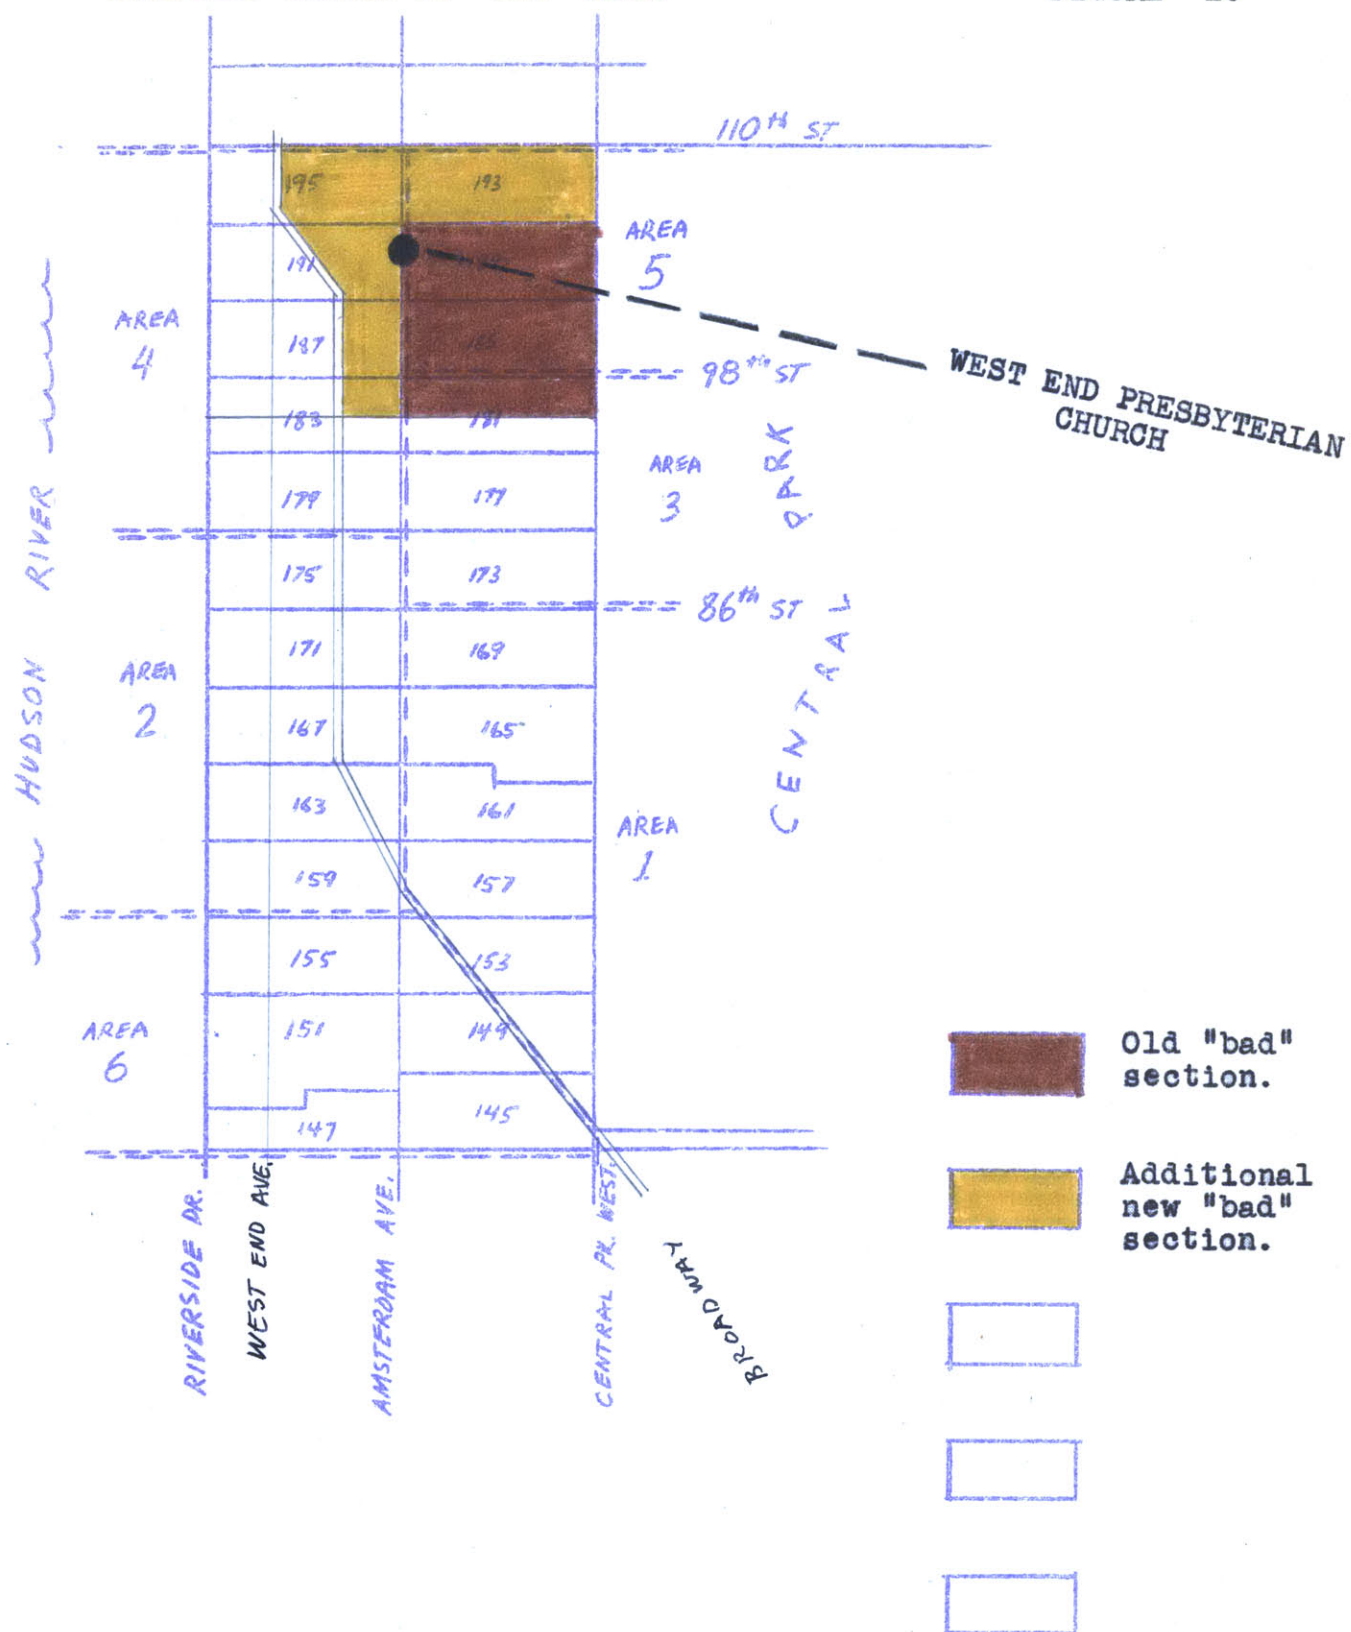 110TH ST
195
193
AREA
5
191
AREA
4
187
98TH ST
WEST END PRESBYTERIAN
CHURCH
183
181
AREA
3
179
177
CENTRAL PARK
HUDSON RIVER
175
173
86th ST
171
169
AREA
2
167
165
163
161
AREA
1
159
157
155
153
AREA
6
151
149
147
145
Old "bad"
section.
Additional
new "bad"
section.
RIVERSIDE DR.
WEST END AVE.
AMSTERDAM AVE.
CENTRAL PK. WEST.
BROADWAY